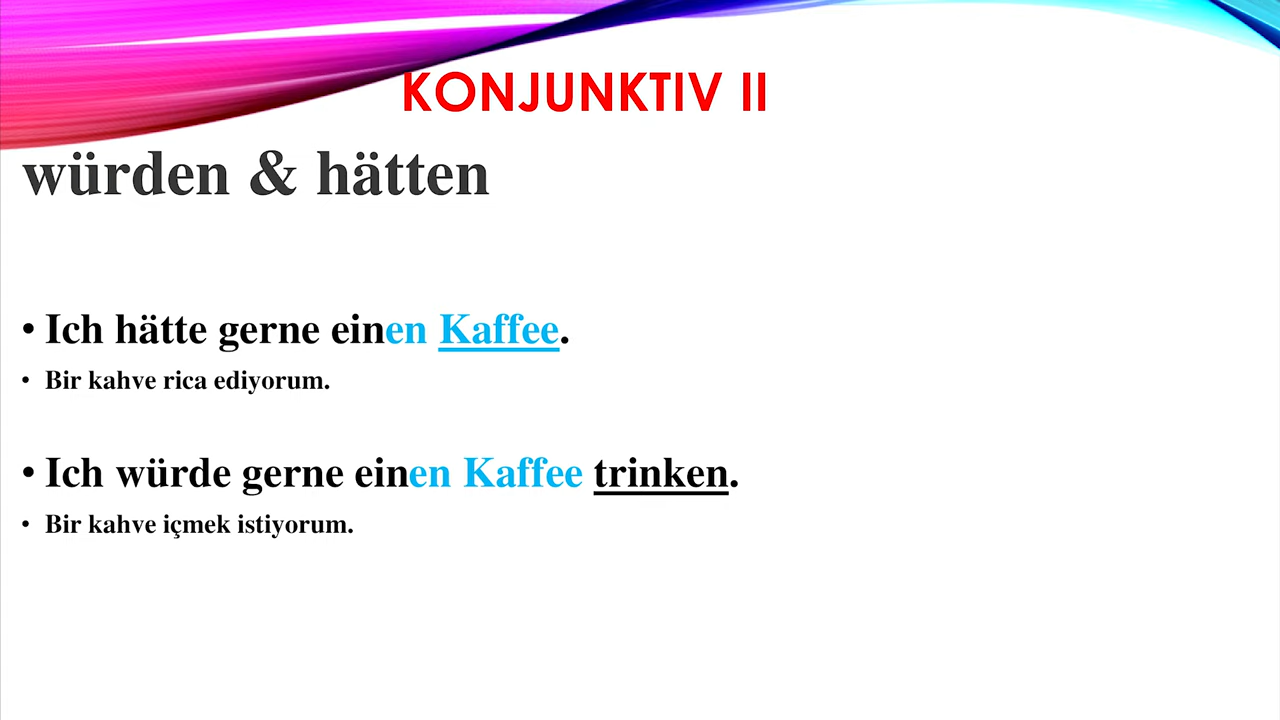 KONJUNKTIV II
würden & hätten
• Ich hätte gerne einen Kaffee.
• Bir kahve rica ediyorum.
• Ich würde gerne einen Kaffee trinken.
• Bir kahve içmek istiyorum.